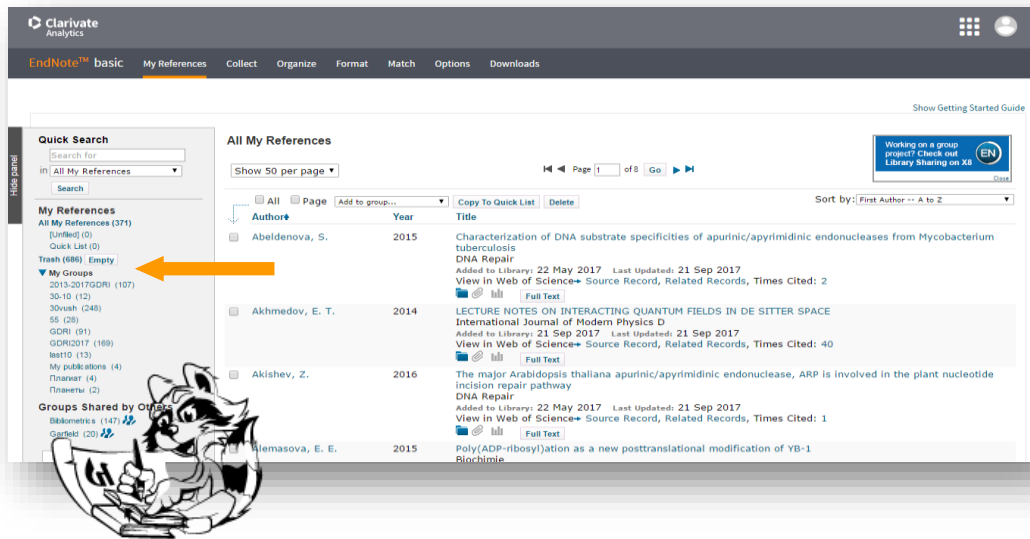 Clarivate
Analytics
EndNote™ basic My References Collect Organize Format Match Options Downloads
Show Getting Started Guide
Hide panel
Quick Search
Search for
in All My References
Search
My References
All My References (371)
[Unfiled] (0)
Quick List (0)
Trash (686) Empty
My Groups
2013-2017GDRI (107)
30-10 (12)
30vush (248)
55 (28)
GDRI (91)
GDRI2017 (169)
last10 (13)
My publications (4)
Плагиат (4)
Планеты (2)
Groups Shared by Others
Bibliometrics (147)
Garfield (20)
All My References
Show 50 per page
Page 1 of 8 Go
Working on a group
project? Check out
Library Sharing on X8
EN
Close
All Page Add to group... Copy To Quick List Delete
Sort by: First Author -- A to Z
Author Year Title
Abeldenova, S. 2015 Characterization of DNA substrate specificities of apurinic/apyrimidinic endonucleases from Mycobacterium
tuberculosis
DNA Repair
Added to Library: 22 May 2017 Last Updated: 21 Sep 2017
View in Web of Science→ Source Record, Related Records, Times Cited: 2
Full Text
Akhmedov, E. T. 2014 LECTURE NOTES ON INTERACTING QUANTUM FIELDS IN DE SITTER SPACE
International Journal of Modern Physics D
Added to Library: 21 Sep 2017 Last Updated: 21 Sep 2017
View in Web of Science→ Source Record, Related Records, Times Cited: 40
Full Text
Akishev, Z. 2016 The major Arabidopsis thaliana apurinic/apyrimidinic endonuclease, ARP is involved in the plant nucleotide
incision repair pathway
DNA Repair
Added to Library: 22 May 2017 Last Updated: 21 Sep 2017
View in Web of Science→ Source Record, Related Records, Times Cited: 1
Full Text
Alemasova, E. E. 2015 Poly(ADP-ribosyl)ation as a new posttranslational modification of YB-1
Biochimie